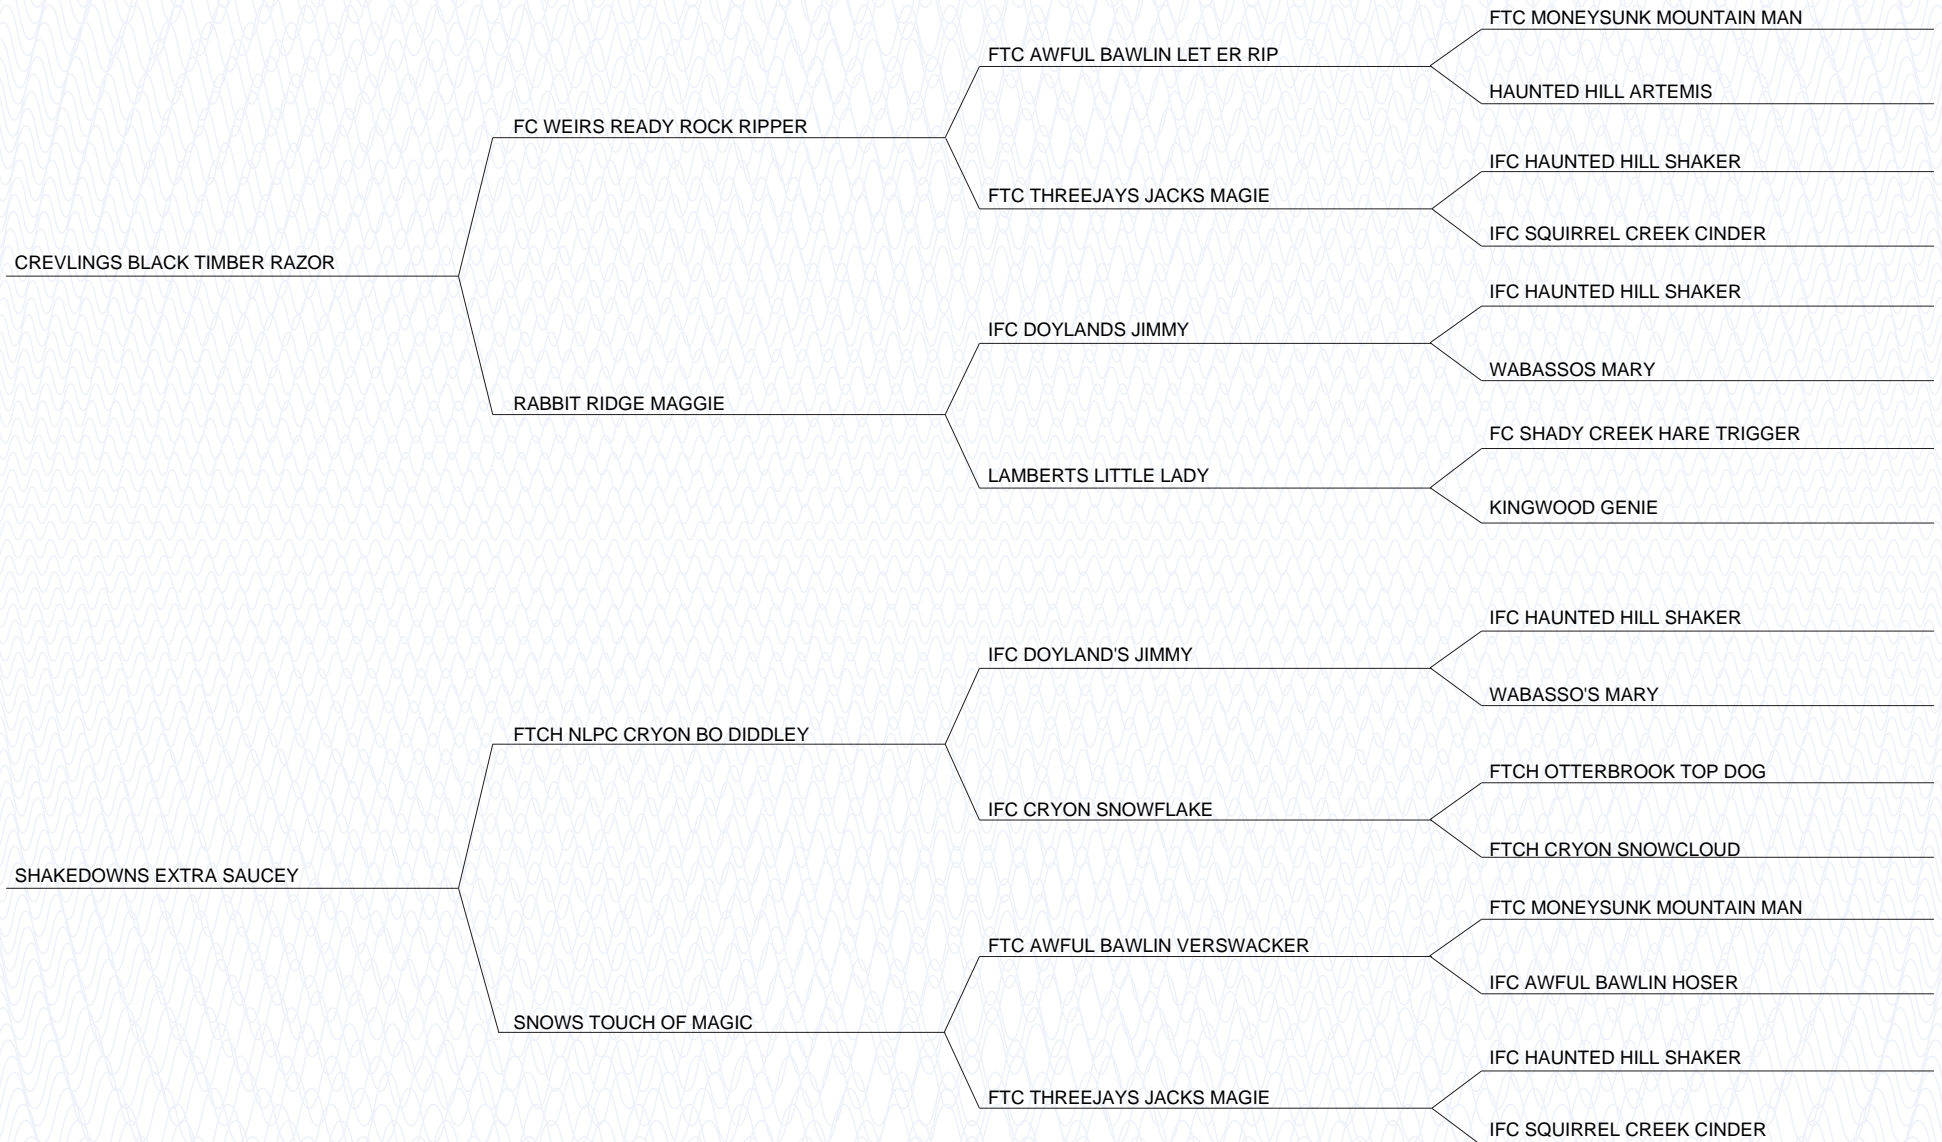 FTC MONEYSUNK MOUNTAIN MAN
FTC AWFUL BAWLIN LET ER RIP
HAUNTED HILL ARTEMIS
FC WEIRS READY ROCK RIPPER
IFC HAUNTED HILL SHAKER
FTC THREEJAYS JACKS MAGIE
IFC SQUIRREL CREEK CINDER
CREVLINGS BLACK TIMBER RAZOR
IFC HAUNTED HILL SHAKER
IFC DOYLANDS JIMMY
WABASSOS MARY
RABBIT RIDGE MAGGIE
FC SHADY CREEK HARE TRIGGER
LAMBERTS LITTLE LADY
KINGWOOD GENIE
IFC HAUNTED HILL SHAKER
IFC DOYLAND'S JIMMY
WABASSO'S MARY
FTCH NLPC CRYON BO DIDDLEY
FTCH OTTERBROOK TOP DOG
IFC CRYON SNOWFLAKE
FTCH CRYON SNOWCLOUD
SHAKEDOWNS EXTRA SAUCEY
FTC MONEYSUNK MOUNTAIN MAN
FTC AWFUL BAWLIN VERSWACKER
IFC AWFUL BAWLIN HOSER
SNOWS TOUCH OF MAGIC
IFC HAUNTED HILL SHAKER
FTC THREEJAYS JACKS MAGIE
IFC SQUIRREL CREEK CINDER